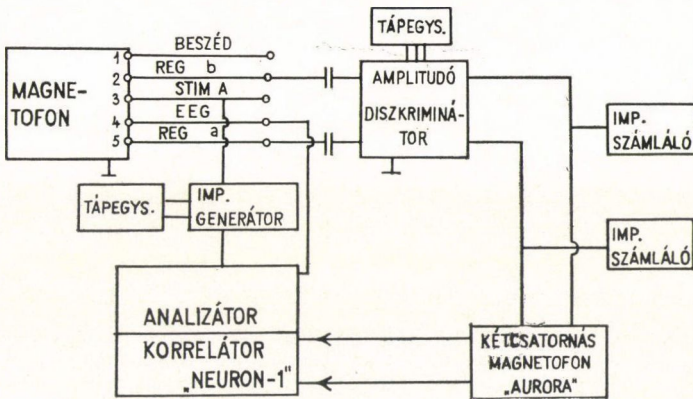 TÁPEGYS.
1 BESZÉD
2 REG b
3 STIM A
4 EEG
5 REG a
MAGNE-
TOFON
AMPLITUDÓ
DISZKRIMINÁ-
TOR
IMP.
SZÁMLÁLÓ
TÁPEGYS.
IMP.
GENERÁTOR
IMP.
SZÁMLÁLÓ
ANALIZÁTOR
KORRELÁTOR
„NEURON-1"
KÉTCSATORNÁS
MAGNETOFON
„AURORA"